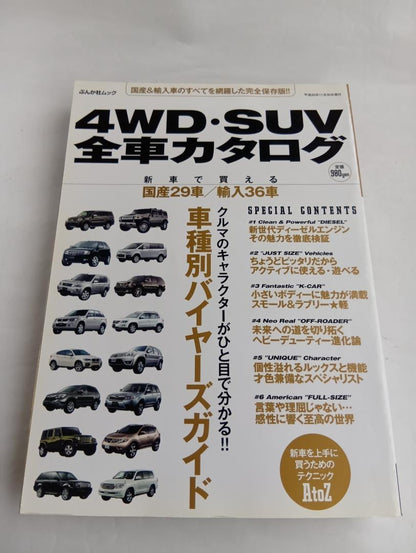 ぶんか社ムック
国産&輸入車のすべてを網羅した完全保存版!!
4WD・SUV
全車カタログ
定価
980yen
新車で買える
国産29車/輸入36車
クルマのキャラクターがひと目で分かる!!
車種別バイヤーズガイド
SPECIAL CONTENTS
#1 Clean & Powerful "DIESEL"
新世代ディーゼルエンジン
その魅力を徹底検証
#2 "JUST SIZE" Vehicles
ちょうどピッタリだから
アクティブに使える・遊べる
#3 Fantastic "K-CAR"
小さいボディーに魅力が満載
スモール&ラブリー★軽
#4 Neo Real "OFF-ROADER"
未来への道を切り拓く
ヘビーデューティー進化論
#5 "UNIQUE" Character
個性溢れるルックスと機能
才色兼備なスペシャリスト
#6 American "FULL-SIZE"
言葉や理屈じゃない…
感性に響く至高の世界
新車を上手に
買うための
テクニック
AtoZ